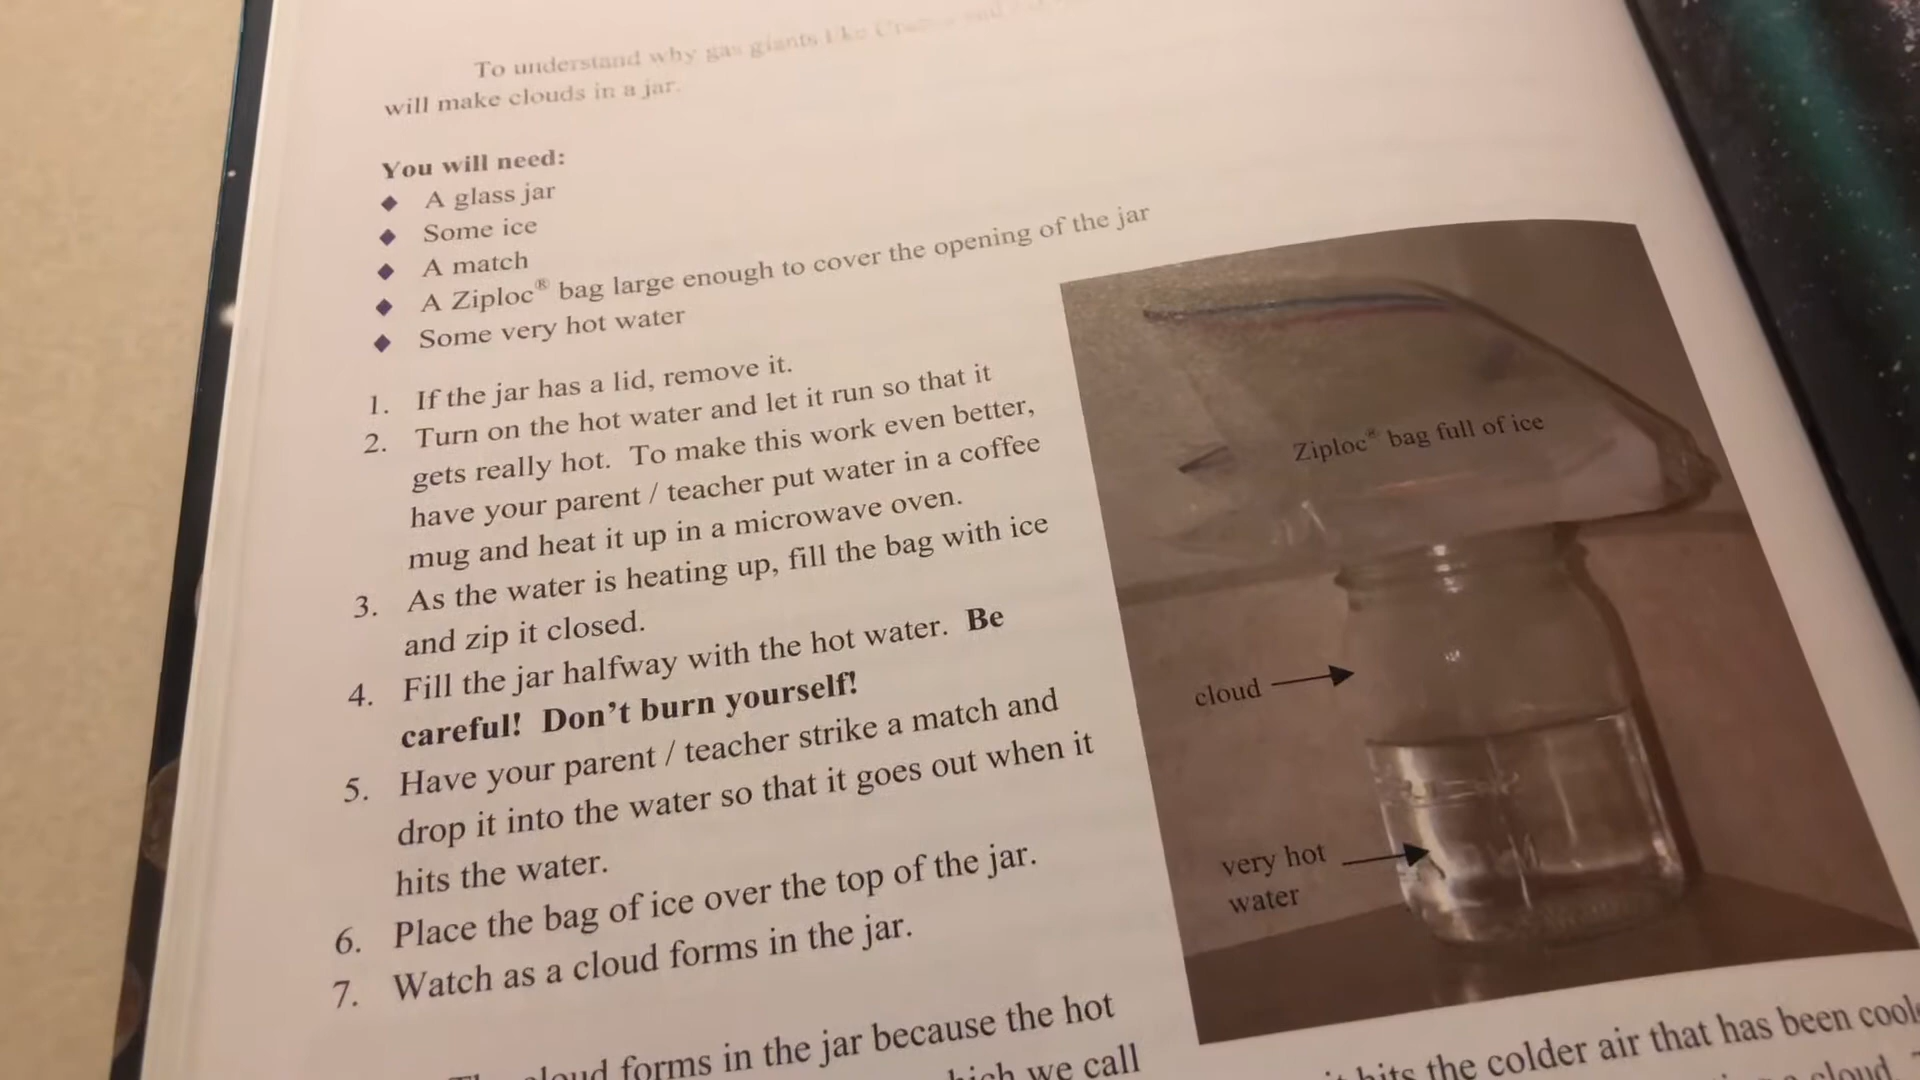 To understand why gas giants like
will make clouds in a jar.
You will need:
◆ A glass jar
◆ Some ice
◆ A match
◆ A Ziploc® bag large enough to cover the opening of the jar
◆ Some very hot water
1. If the jar has a lid, remove it.
2. Turn on the hot water and let it run so that it
gets really hot. To make this work even better,
have your parent / teacher put water in a coffee
mug and heat it up in a microwave oven.
3. As the water is heating up, fill the bag with ice
and zip it closed.
4. Fill the jar halfway with the hot water. Be
careful! Don't burn yourself!
5. Have your parent / teacher strike a match and
drop it into the water so that it goes out when it
hits the water.
6. Place the bag of ice over the top of the jar.
7. Watch as a cloud forms in the jar.
Ziploc® bag full of ice
cloud
very hot
water
cloud forms in the jar because the hot
which we call
it hits the colder air that has been
cloud.